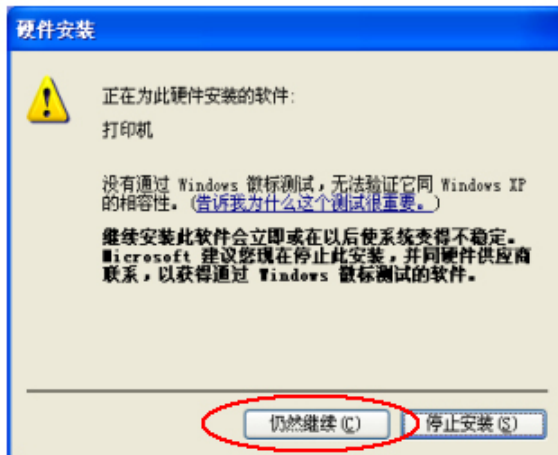 硬件安装
正在为此硬件安装的软件:
打印机
没有通过 Windows 徽标测试，无法验证它同 Windows XP
的相容性。(告诉我为什么这个测试很重要。)
继续安装此软件会立即或在以后使系统变得不稳定。
Microsoft 建议您现在停止此安装，并同硬件供应商
联系，以获得通过 Windows 徽标测试的软件。
仍然继续(C) 停止安装(S)